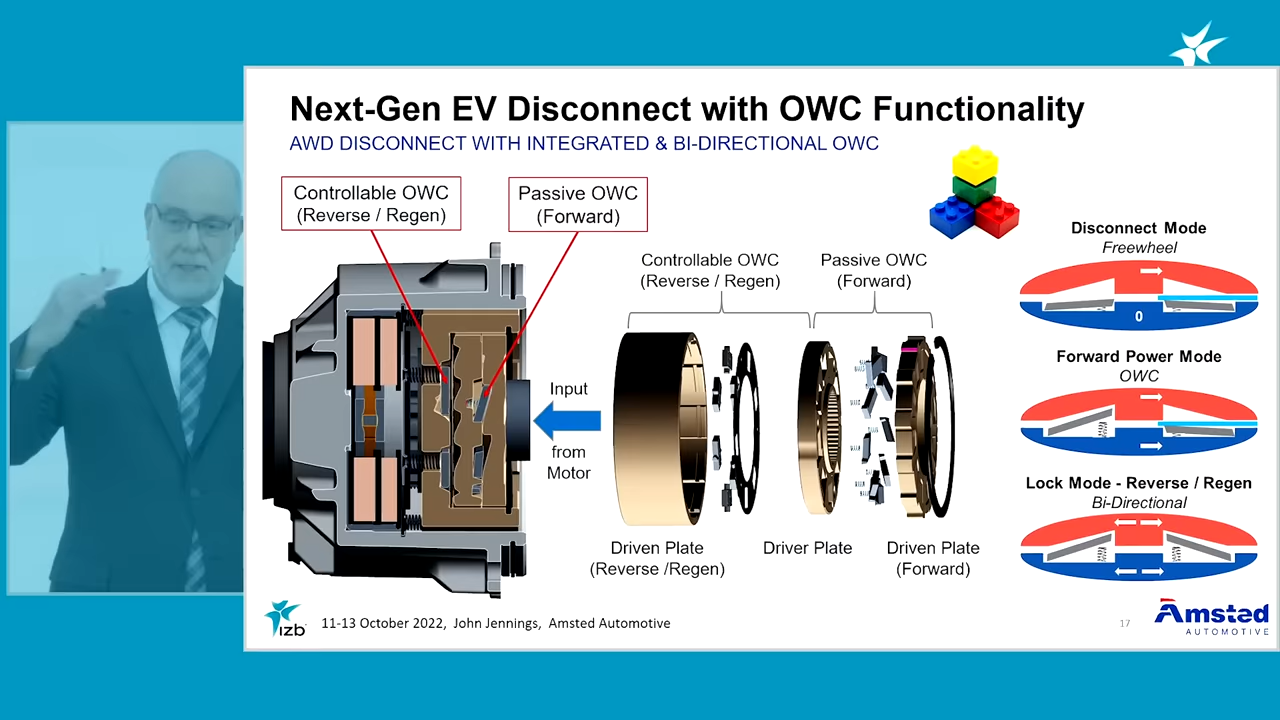 Next-Gen EV Disconnect with OWC Functionality
AWD DISCONNECT WITH INTEGRATED & BI-DIRECTIONAL OWC
Controllable OWC
(Reverse / Regen)
Passive OWC
(Forward)
Input
from
Motor
Controllable OWC
(Reverse / Regen)
Passive OWC
(Forward)
Driven Plate
(Reverse /Regen)
Driver Plate
Driven Plate
(Forward)
Disconnect Mode
Freewheel
0
Forward Power Mode
OWC
Lock Mode - Reverse / Regen
Bi-Directional
izb
11-13 October 2022, John Jennings, Amsted Automotive
17
Amsted
AUTOMOTIVE